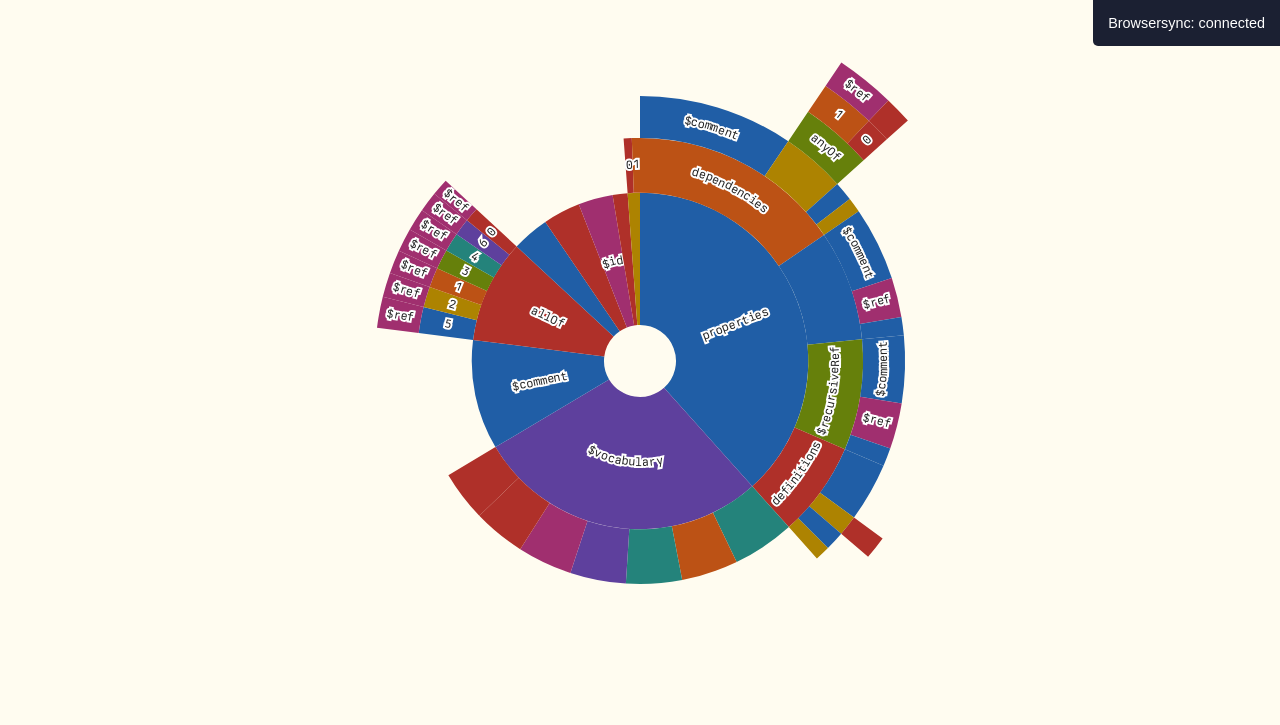 Browsersync: connected
$ref
1
0
anyOf
$comment
01
dependencies
$comment
$ref
properties
$recursiveRef
$comment
$ref
definitions
$vocabulary
$comment
allOf
$id
$ref
$ref
$ref
$ref
$ref
$ref
$ref
0
6
4
3
1
2
5